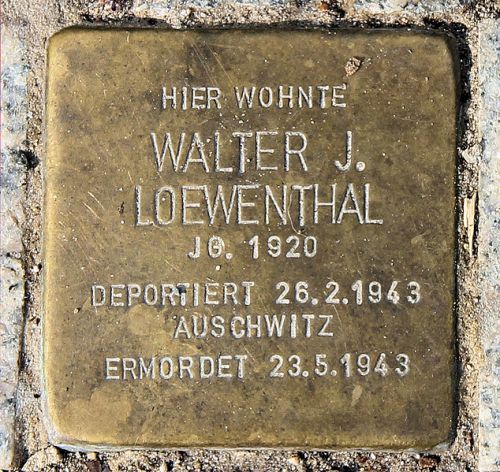 HIER WOHNTE
WALTER J.
LOEWENTHAL
JG. 1920
DEPORTIERT 26.2.1943
AUSCHWITZ
ERMORDET 23.5.1943